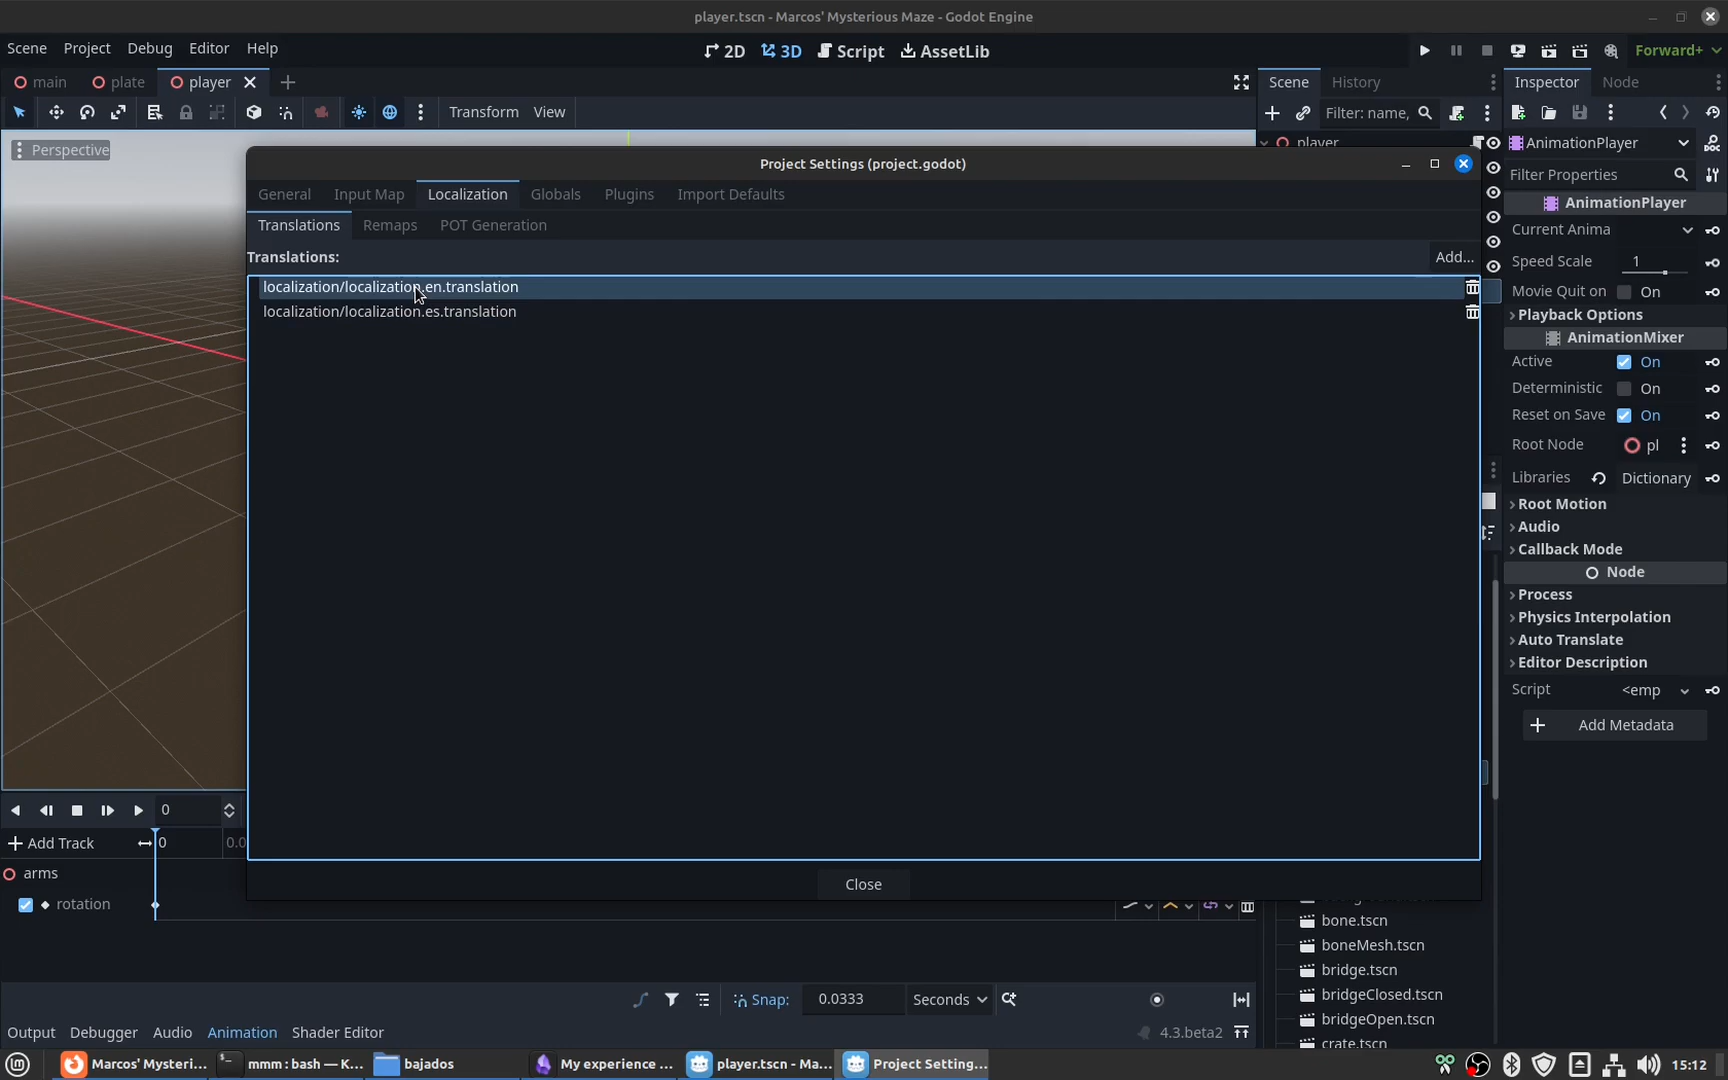 player.tscn - Marcos' Mysterious Maze - Godot Engine
Scene Project Debug Editor Help
2D 3D Script AssetLib
Forward+
main plate player
Scene History
Inspector Node
Transform View
Filter: name,
Perspective
player
AnimationPlayer
Filter Properties
AnimationPlayer
Current Anima
Speed Scale 1
Movie Quit on On
Playback Options
AnimationMixer
Active On
Deterministic On
Reset on Save On
Root Node pl
Libraries Dictionary
Root Motion
Audio
Callback Mode
Node
Process
Physics Interpolation
Auto Translate
Editor Description
Script <emp
Add Metadata
Project Settings (project.godot)
General Input Map Localization Globals Plugins Import Defaults
Translations Remaps POT Generation
Translations: Add...
localization/localization.en.translation
localization/localization.es.translation
Close
0
Add Track 0 0.0
arms
rotation
bone.tscn
boneMesh.tscn
bridge.tscn
bridgeClosed.tscn
bridgeOpen.tscn
crate.tscn
Snap: 0.0333 Seconds
Output Debugger Audio Animation Shader Editor
4.3.beta2
Marcos' Mysteri... mmm : bash — K... bajados My experience ... player.tscn - Ma... Project Setting...
15:12